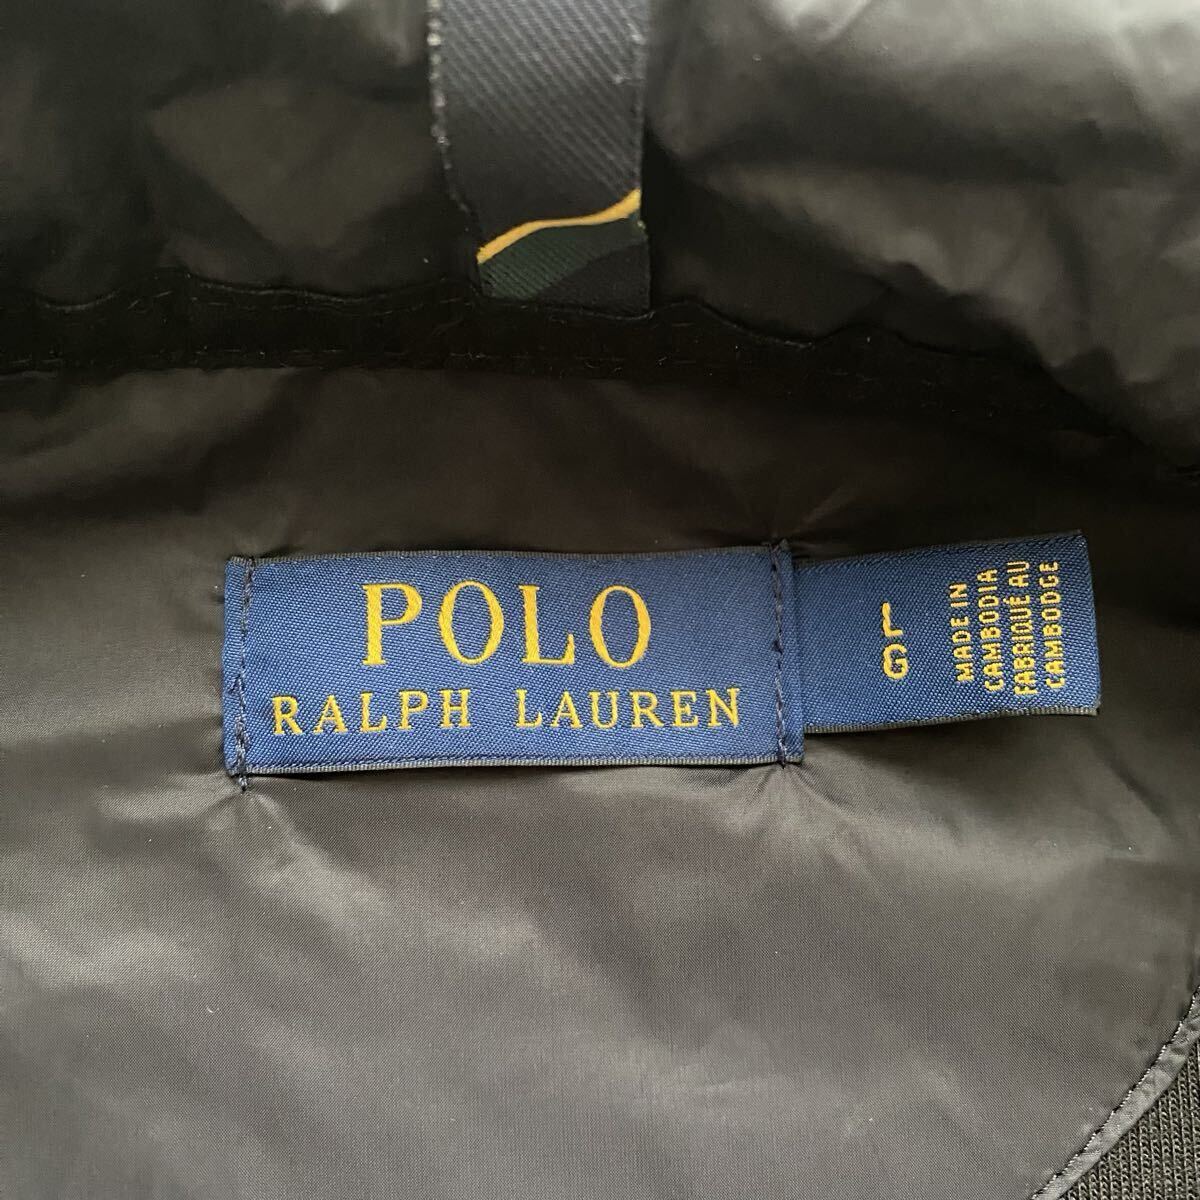 POLO
RALPH LAUREN
L
G
MADE IN
CAMBODIA
FABRIQUÉ AU
CAMBODGE